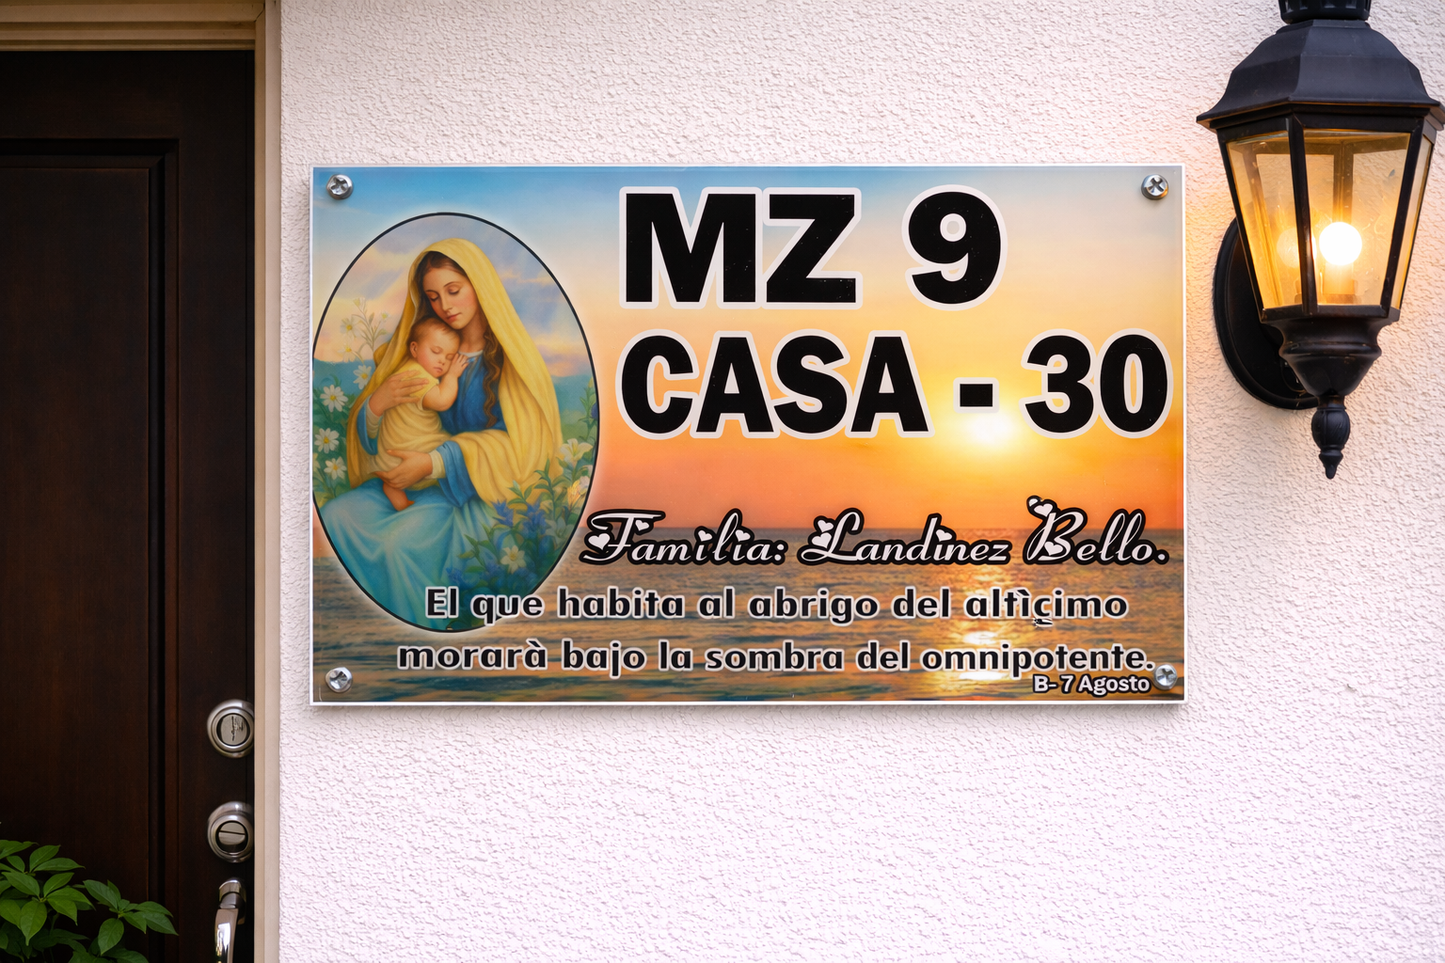 MZ 9
CASA - 30
Familia: Landinez Bello.
El que habita al abrigo del altìçimo
morarà bajo la sombra del omnipotente.
B- 7 Agosto